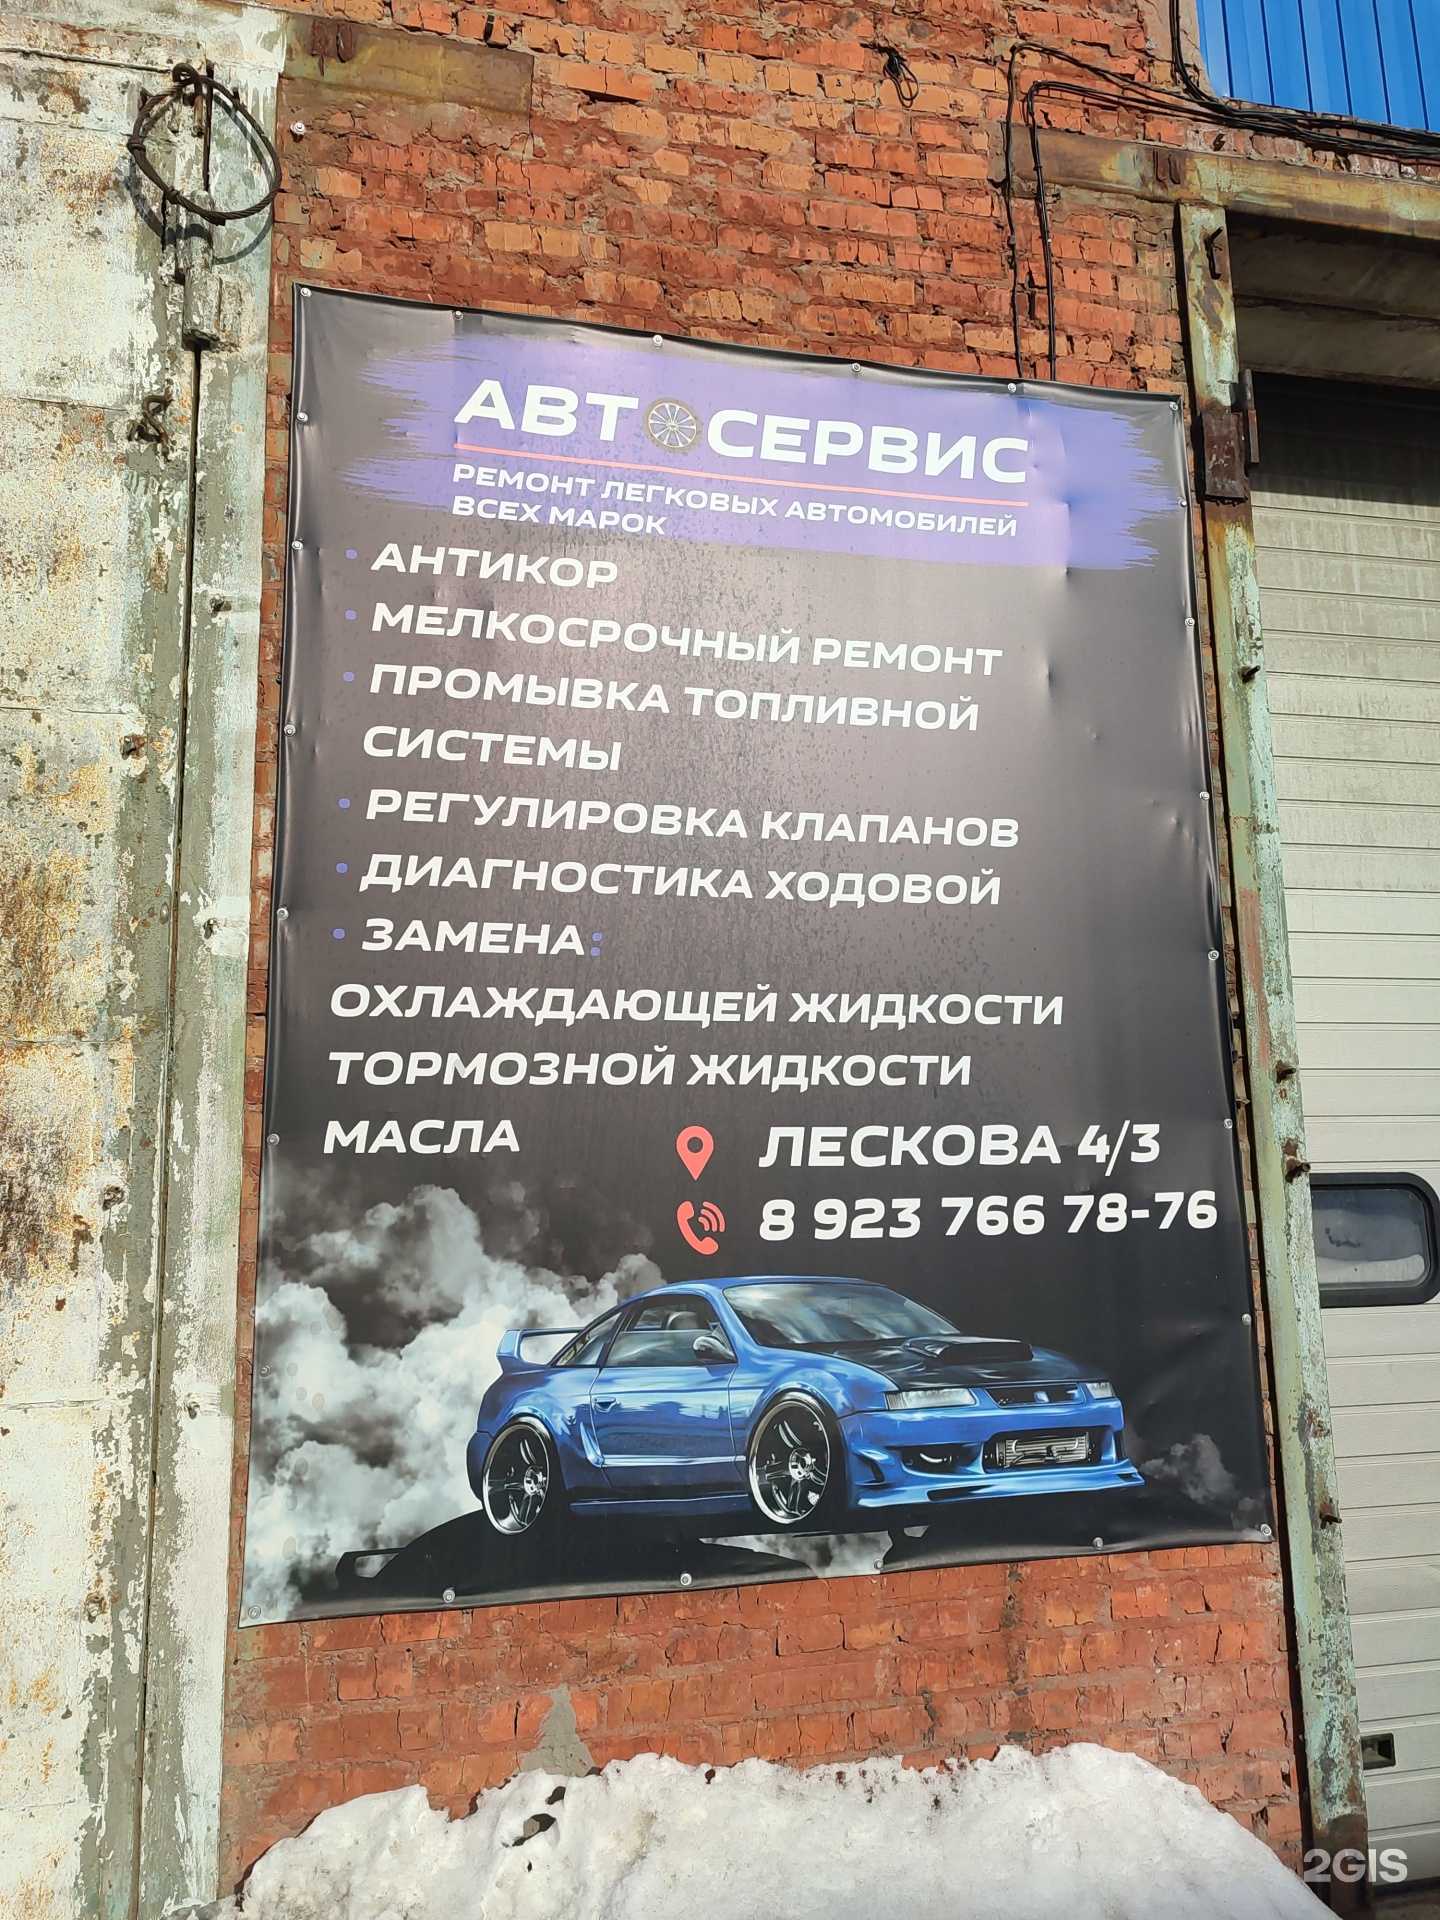 АВТОСЕРВИС
РЕМОНТ ЛЕГКОВЫХ АВТОМОБИЛЕЙ
ВСЕХ МАРОК
• АНТИКОР
• МЕЛКОСРОЧНЫЙ РЕМОНТ
• ПРОМЫВКА ТОПЛИВНОЙ
СИСТЕМЫ
• РЕГУЛИРОВКА КЛАПАНОВ
• ДИАГНОСТИКА ХОДОВОЙ
• ЗАМЕНА:
ОХЛАЖДАЮЩЕЙ ЖИДКОСТИ
ТОРМОЗНОЙ ЖИДКОСТИ
МАСЛА
ЛЕСКОВА 4/3
8 923 766 78-76
2GIS